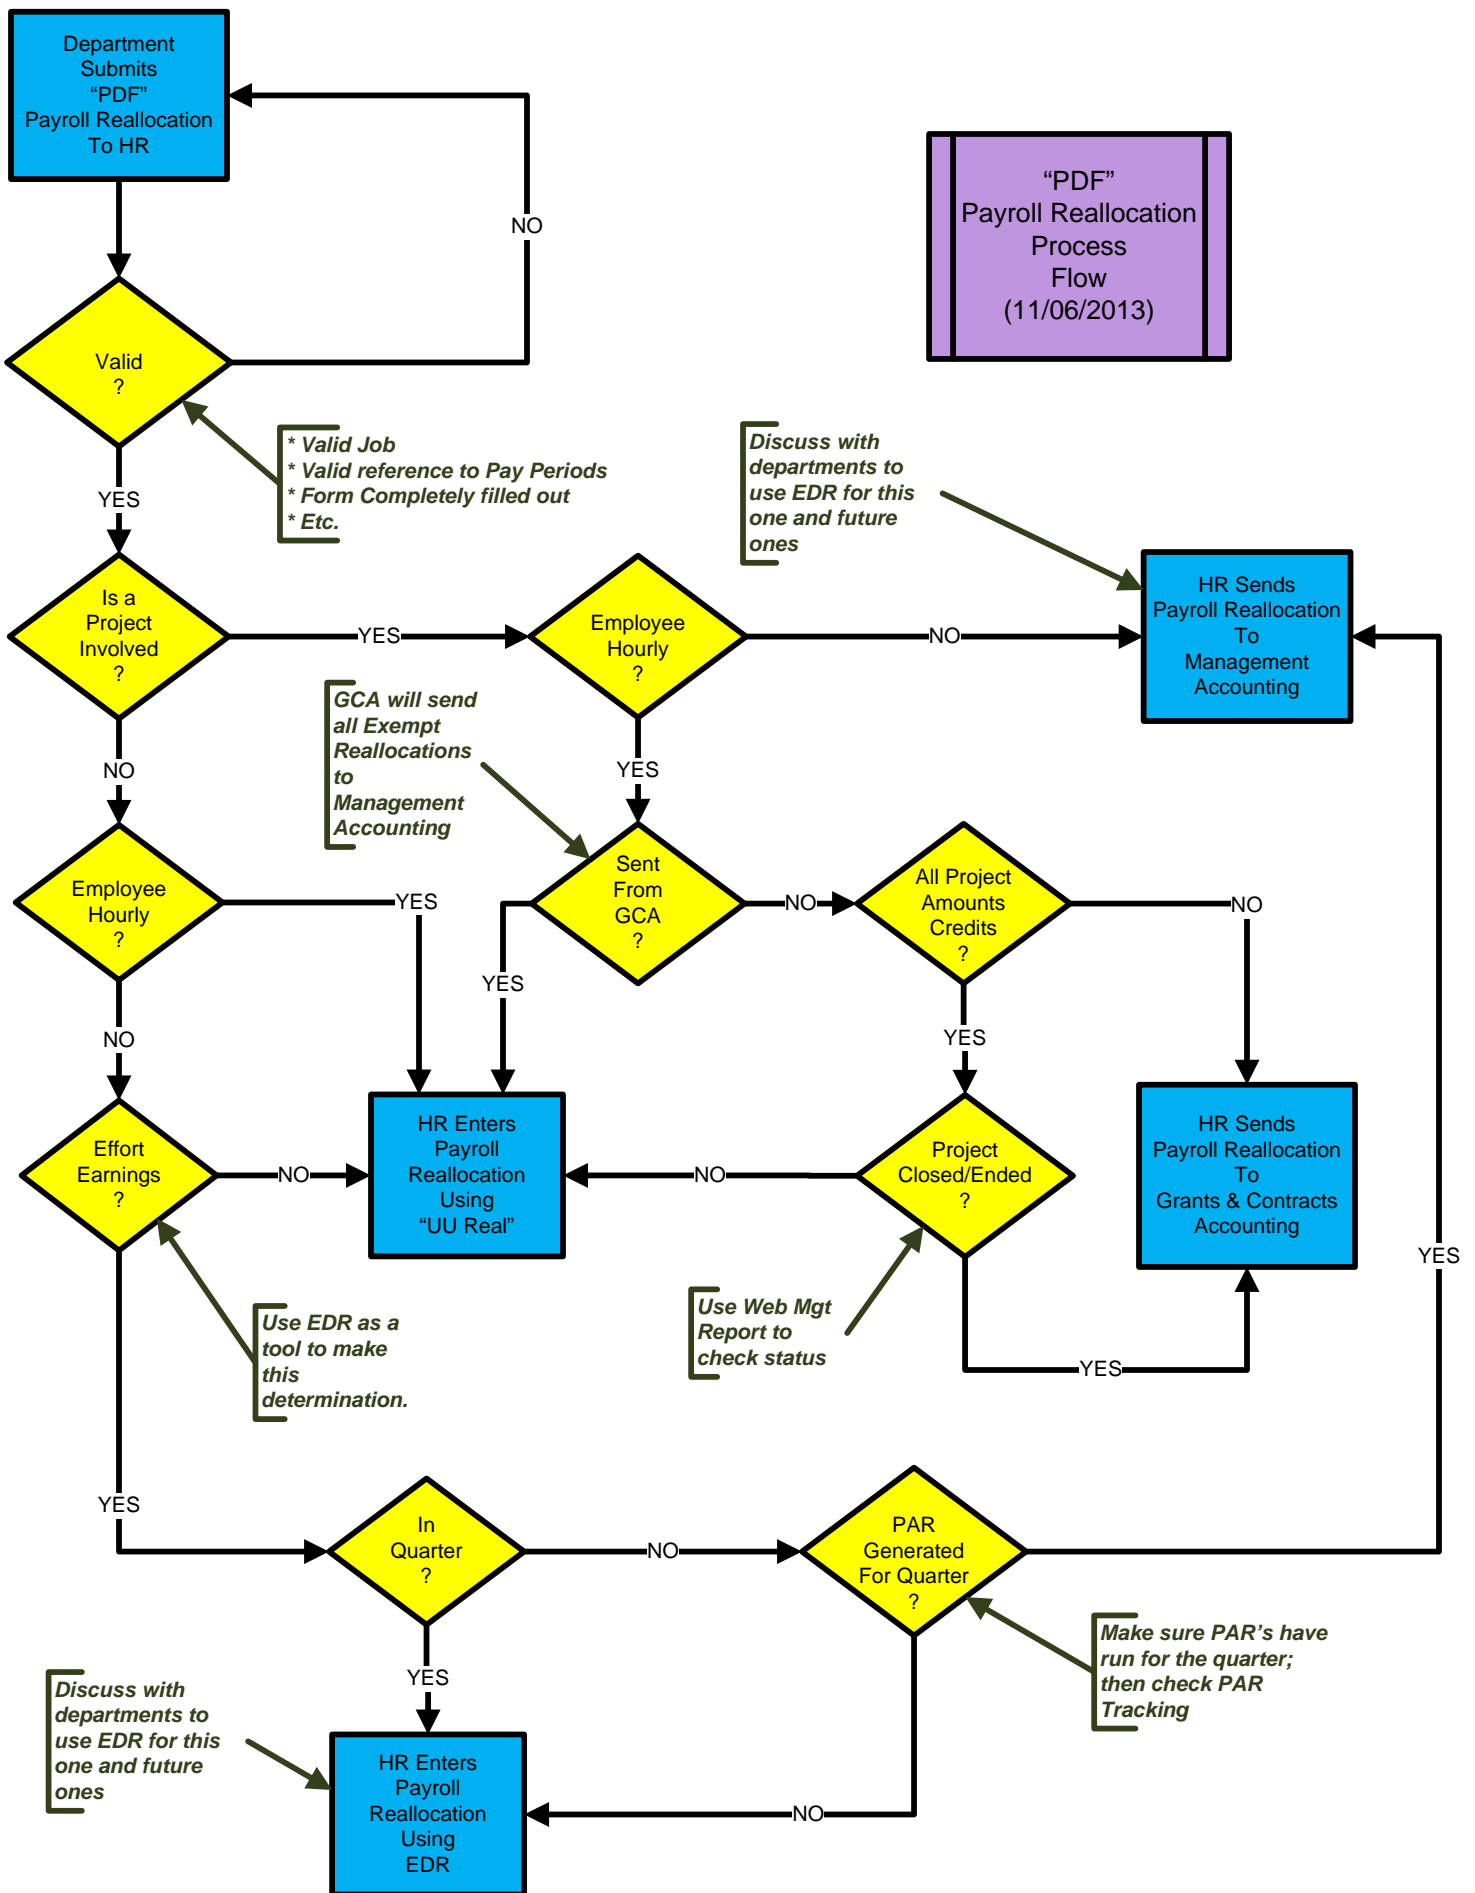 Department
Submits
“PDF”
Payroll Reallocation
To HR
NO
“PDF”
Payroll Reallocation
Process
Flow
(11/06/2013)
Valid
?
* Valid Job
* Valid reference to Pay Periods
* Form Completely filled out
* Etc.
Discuss with
departments to
use EDR for this
one and future
ones
YES
Is a
Project
Involved
?
YES
Employee
Hourly
?
NO
HR Sends
Payroll Reallocation
To
Management
Accounting
GCA will send
all Exempt
Reallocations
to
Management
Accounting
NO
YES
Employee
Hourly
?
YES
Sent
From
GCA
?
NO
All Project
Amounts
Credits
?
NO
YES
NO
YES
Effort
Earnings
?
NO
HR Enters
Payroll
Reallocation
Using
“UU Real”
NO
Project
Closed/Ended
?
HR Sends
Payroll Reallocation
To
Grants & Contracts
Accounting
YES
Use EDR as a
tool to make
this
determination.
Use Web Mgt
Report to
check status
YES
YES
In
Quarter
?
NO
PAR
Generated
For Quarter
?
YES
Make sure PAR’s have
run for the quarter;
then check PAR
Tracking
Discuss with
departments to
use EDR for this
one and future
ones
HR Enters
Payroll
Reallocation
Using
EDR
NO